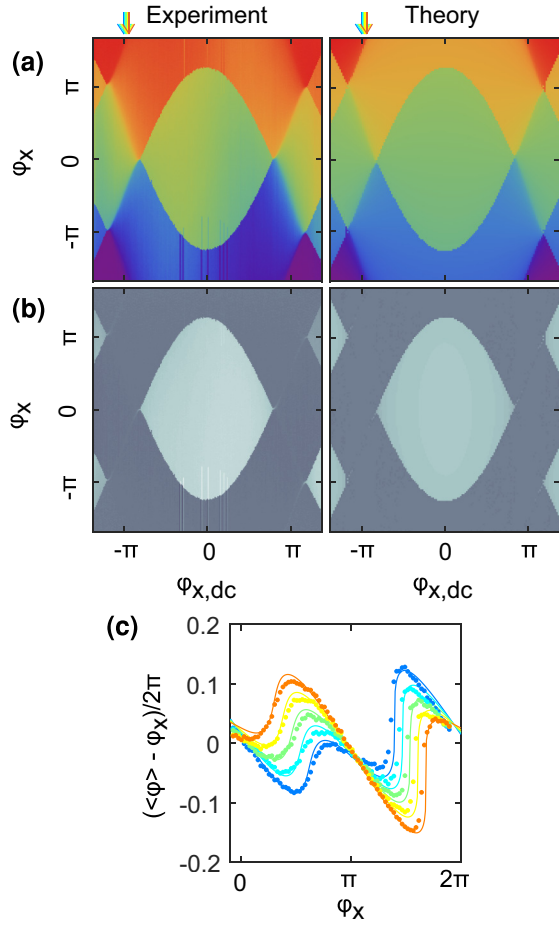 Experiment Theory
(a)
π
0
-π
φx
(b)
π
0
-π
φx
-π 0 π -π 0 π
φx,dc φx,dc
(c)
0.2
0.1
0
-0.1
-0.2
(<φ> - φx)/2π
0 π 2π
φx